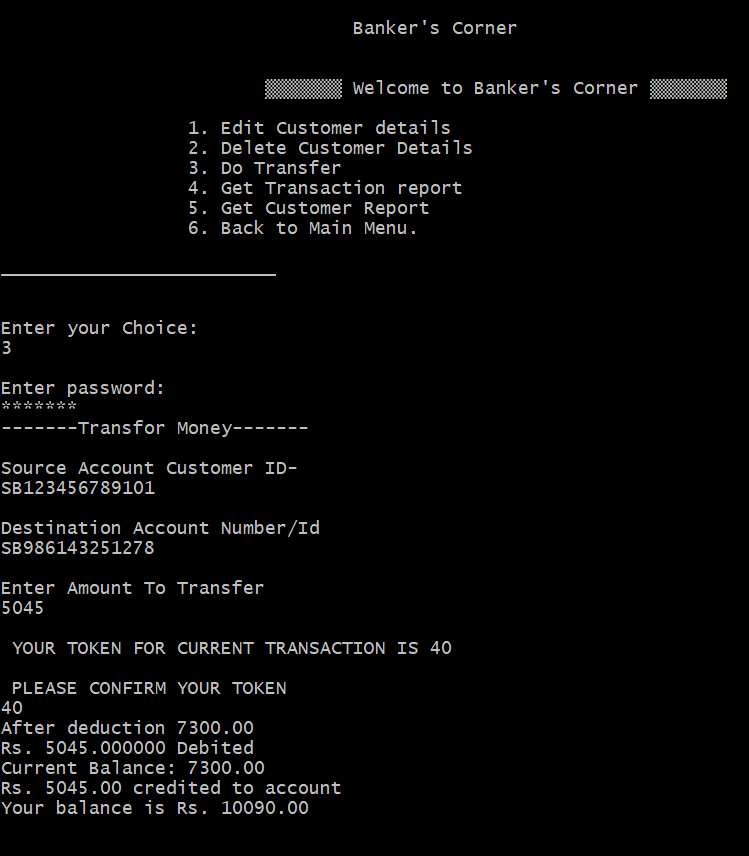 Banker's Corner
▒▒▒▒▒▒▒ Welcome to Banker's Corner ▒▒▒▒▒▒▒
1. Edit Customer details
2. Delete Customer Details
3. Do Transfer
4. Get Transaction report
5. Get Customer Report
6. Back to Main Menu.
_________________________
Enter your Choice:
3
Enter password:
*******
-------Transfor Money-------
Source Account Customer ID-
SB123456789101
Destination Account Number/Id
SB986143251278
Enter Amount To Transfer
5045
YOUR TOKEN FOR CURRENT TRANSACTION IS 40
PLEASE CONFIRM YOUR TOKEN
40
After deduction 7300.00
Rs. 5045.000000 Debited
Current Balance: 7300.00
Rs. 5045.00 credited to account
Your balance is Rs. 10090.00